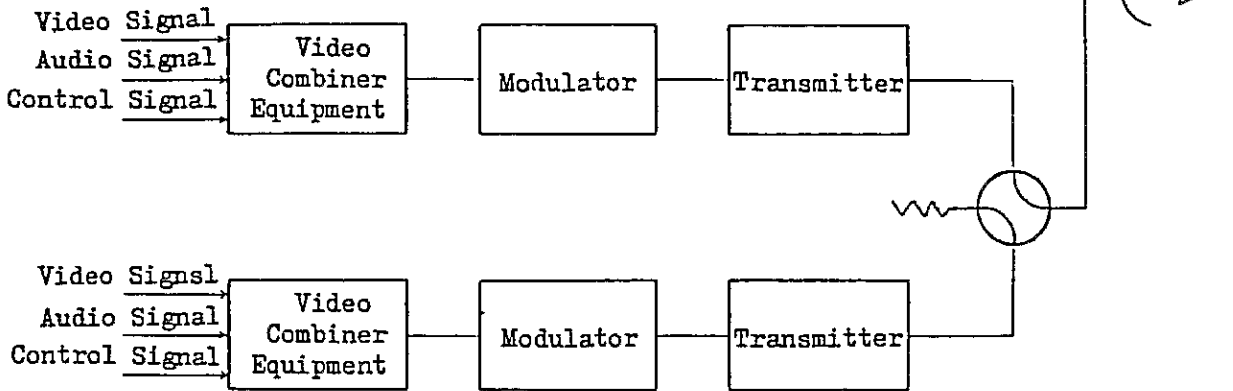 Video Signal
Audio Signal
Control Signal
Video
Combiner
Equipment
Modulator
Transmitter
Video Signsl
Audio Signal
Control Signal
Video
Combiner
Equipment
Modulator
Transmitter